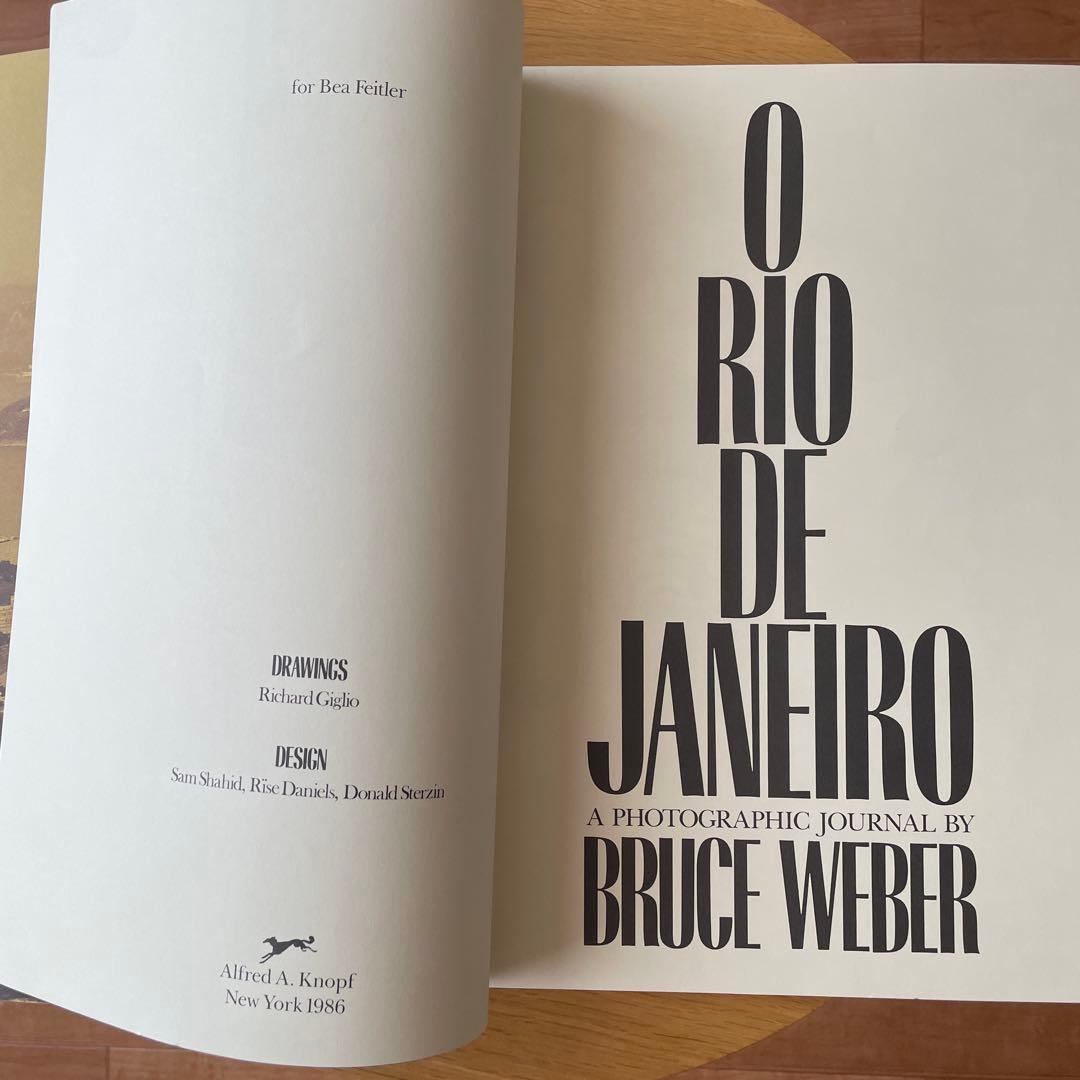 for Bea Feitler
DRAWINGS
Richard Giglio
DESIGN
Sam Shahid, Rise Daniels, Donald Sterzin
Alfred A. Knopf
New York 1986
O
RIO
DE
JANEIRO
A PHOTOGRAPHIC JOURNAL BY
BRUCE WEBER